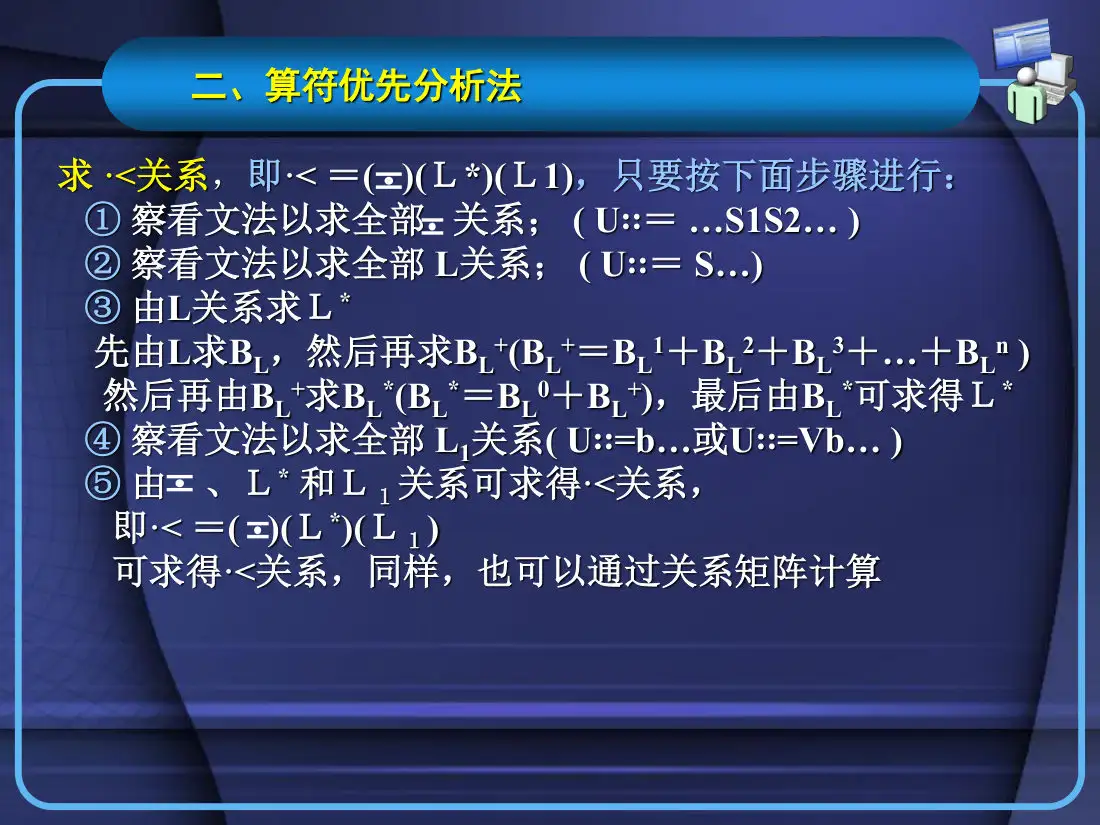 二、算符优先分析法
求 ·<关系，即·< ＝(≐)(Ｌ*)(Ｌ1)，只要按下面步骤进行：
① 察看文法以求全部≐ 关系； ( U∷＝ …S1S2… )
② 察看文法以求全部 L关系； ( U∷＝ S…)
③ 由L关系求Ｌ*
先由L求BL，然后再求BL+(BL+＝BL1＋BL2＋BL3＋…＋BLn )
然后再由BL+求BL*(BL*＝BL0＋BL+)，最后由BL*可求得Ｌ*
④ 察看文法以求全部 L1关系( U∷=b…或U∷=Vb… )
⑤ 由≐ 、Ｌ* 和Ｌ１关系可求得·<关系，
即·< ＝( ≐)(Ｌ*)(Ｌ１)
可求得·<关系，同样，也可以通过关系矩阵计算